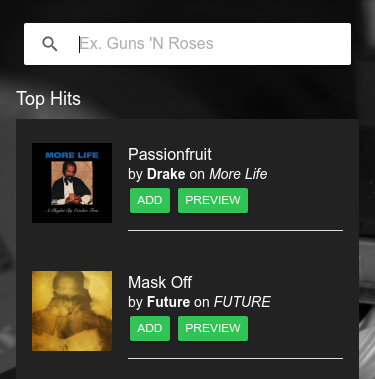 Ex. Guns 'N Roses
Top Hits
MORE LIFE
A Playlist By October Firm
Passionfruit
by Drake on More Life
ADD PREVIEW
Mask Off
by Future on FUTURE
ADD PREVIEW